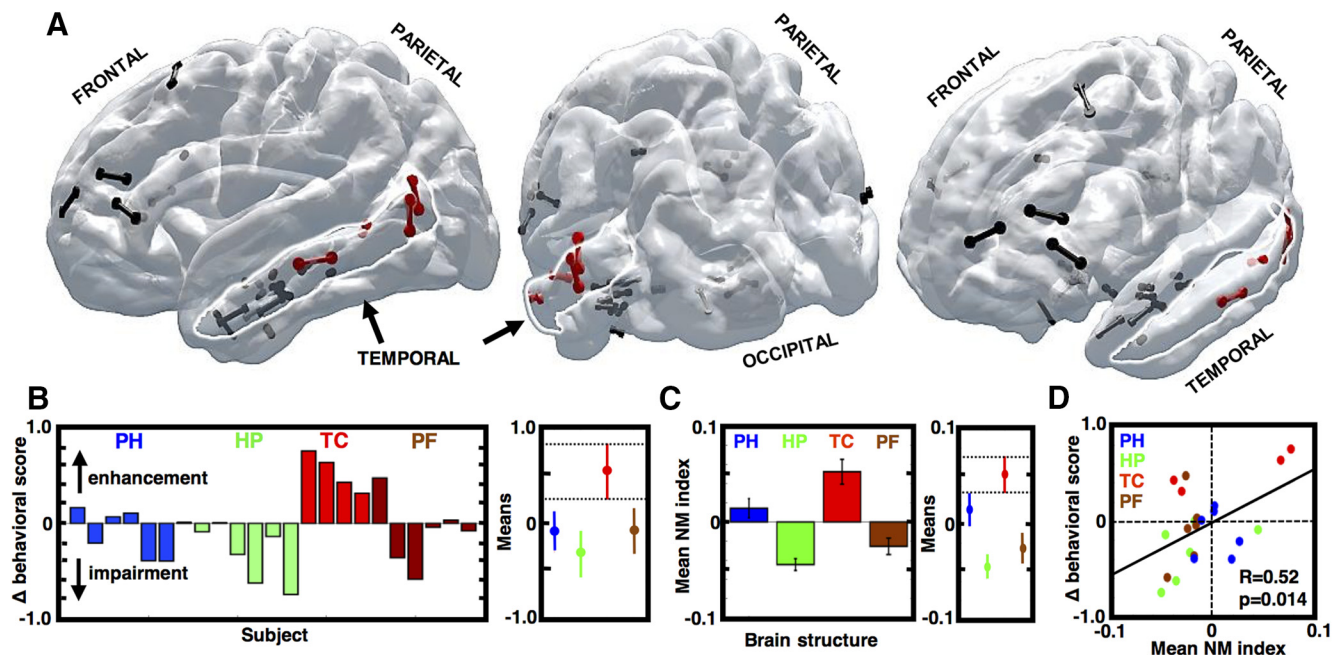 A
FRONTAL
PARIETAL
PARIETAL
FRONTAL
PARIETAL
TEMPORAL
OCCIPITAL
TEMPORAL
B
1.0
PH
HP
TC
PF
enhancement
0
impairment
-1.0
Δ behavioral score
Subject
1.0
0
-1.0
Means
C
0.1
PH
HP
TC
PF
0
-0.1
Mean NM index
Brain structure
0.1
0
-0.1
Means
D
1.0
PH
HP
TC
PF
0
R=0.52
p=0.014
-1.0
Δ behavioral score
-0.1
0
0.1
Mean NM index